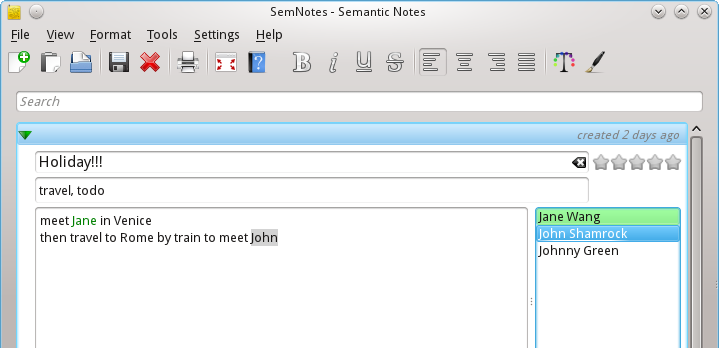 SemNotes - Semantic Notes
File View Format Tools Settings Help
B i U S
Search
created 2 days ago
Holiday!!!
travel, todo
meet Jane in Venice
then travel to Rome by train to meet John
Jane Wang
John Shamrock
Johnny Green